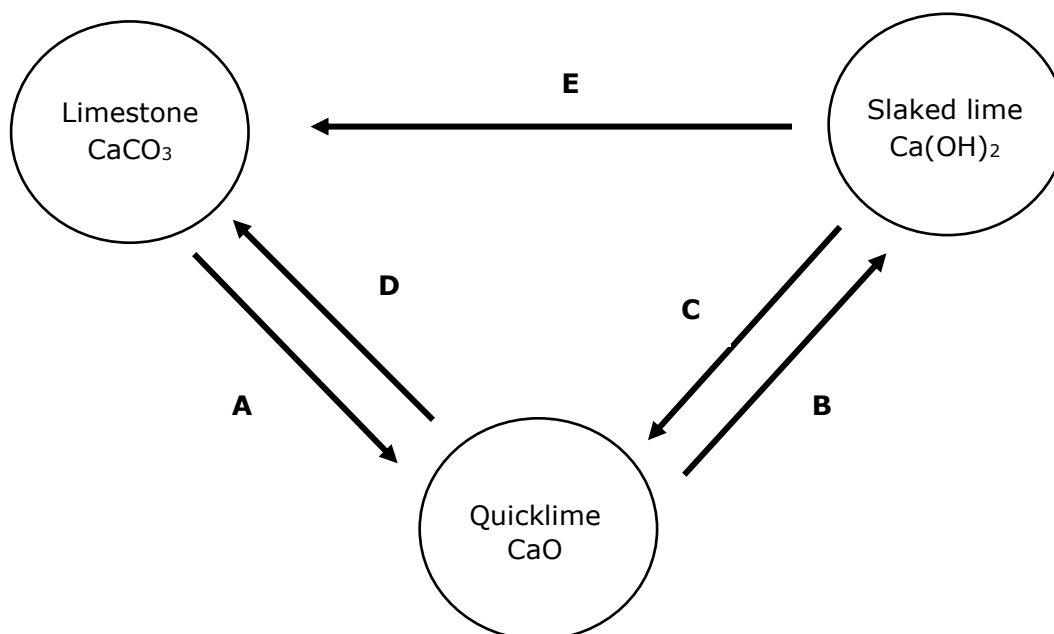 E
Limestone
CaCO₃
Slaked lime
Ca(OH)₂
D
C
A
B
Quicklime
CaO